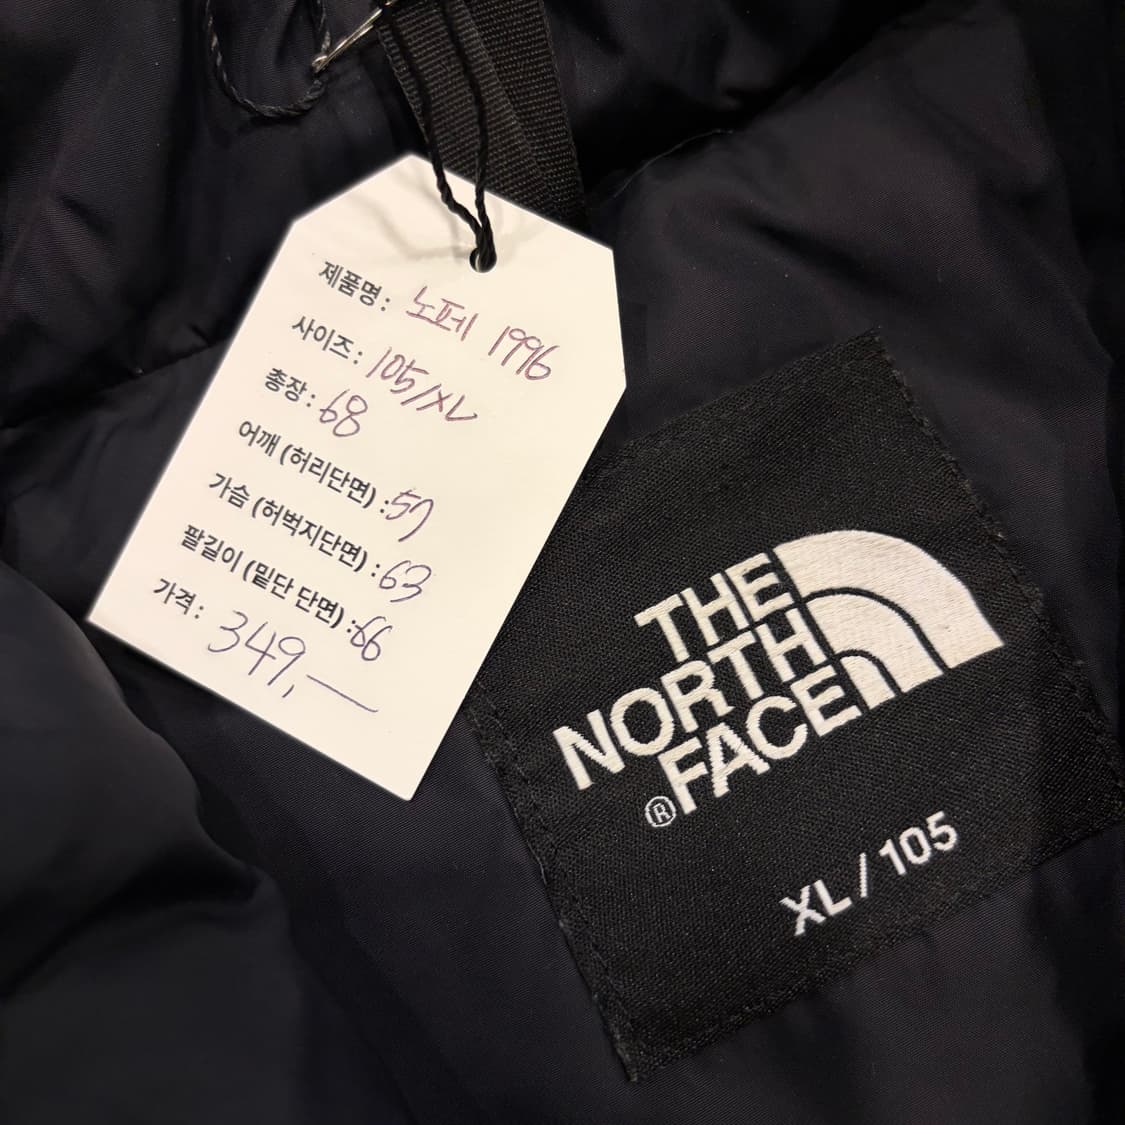 제품명 : 노페 1996
사이즈 : 105/XL
총장 : 68
어깨 (허리단면) : 57
가슴 (허벅지단면) : 63
팔길이 (밑단 단면) : 66
가격 : 349,—
THE
NORTH
® FACE
XL / 105